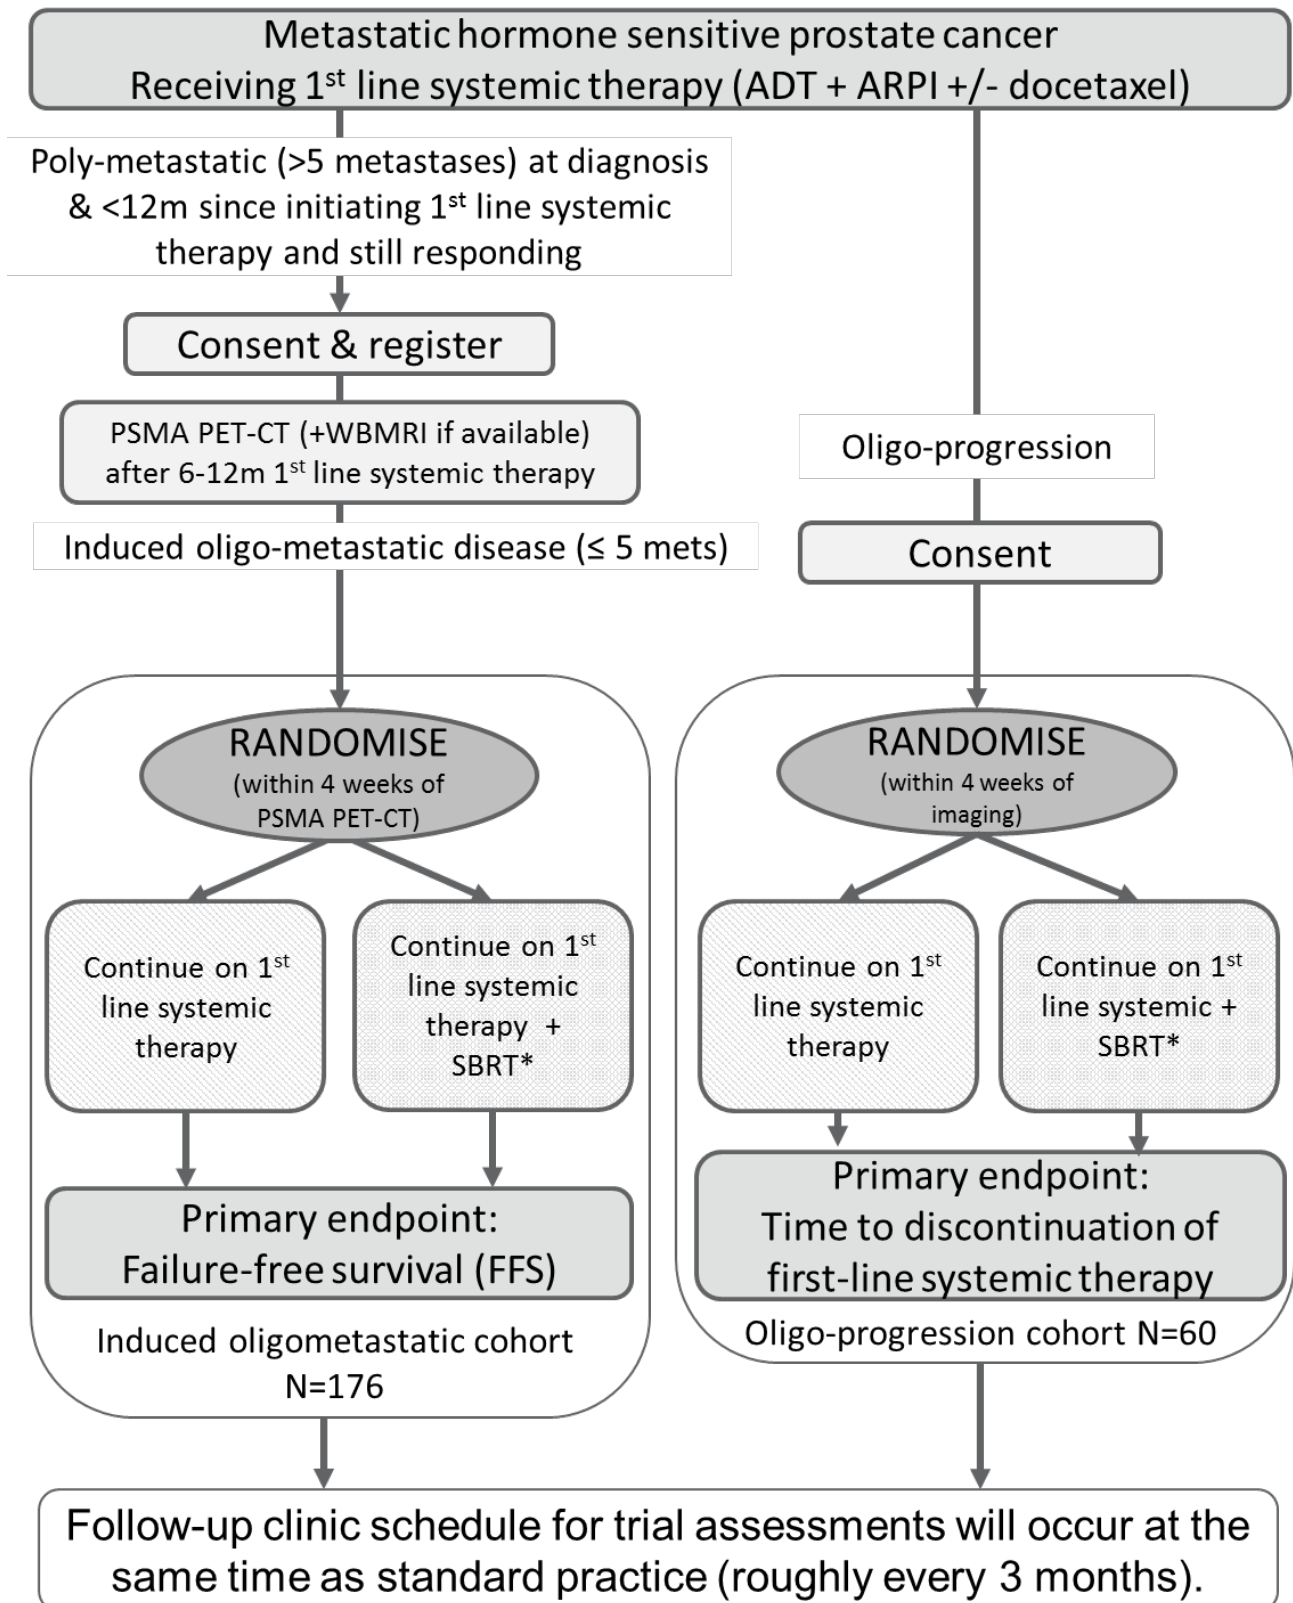 Metastatic hormone sensitive prostate cancer
Receiving 1st line systemic therapy (ADT + ARPI +/- docetaxel)
Poly-metastatic (>5 metastases) at diagnosis
& <12m since initiating 1st line systemic
therapy and still responding
Consent & register
PSMA PET-CT (+WBMRI if available)
after 6-12m 1st line systemic therapy
Induced oligo-metastatic disease (≤ 5 mets)
Oligo-progression
Consent
RANDOMISE
(within 4 weeks of
PSMA PET-CT)
Continue on 1st
line systemic
therapy
Continue on 1st
line systemic
therapy +
SBRT*
Primary endpoint:
Failure-free survival (FFS)
Induced oligometastatic cohort
N=176
RANDOMISE
(within 4 weeks of
imaging)
Continue on 1st
line systemic
therapy
Continue on 1st
line systemic +
SBRT*
Primary endpoint:
Time to discontinuation of
first-line systemic therapy
Oligo-progression cohort N=60
Follow-up clinic schedule for trial assessments will occur at the
same time as standard practice (roughly every 3 months).